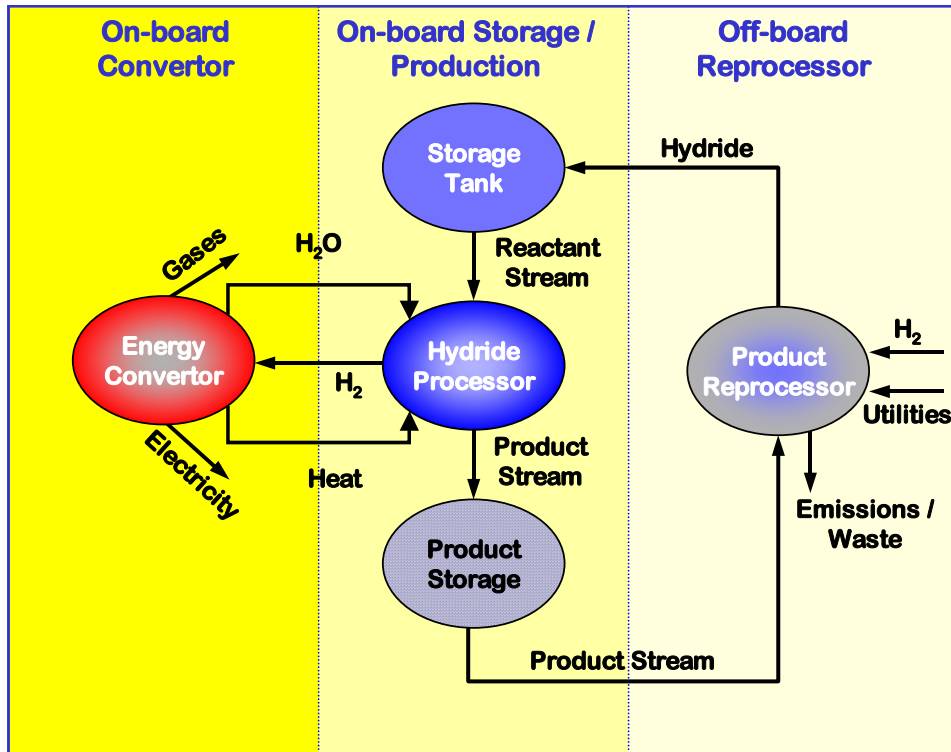 On-board
Convertor
On-board Storage /
Production
Off-board
Reprocessor
Storage
Tank
Hydride
Reactant
Stream
Gases
H₂O
Energy
Convertor
H₂
Hydride
Processor
Product
Reprocessor
H₂
Utilities
Electricity
Heat
Product
Stream
Emissions /
Waste
Product
Storage
Product Stream